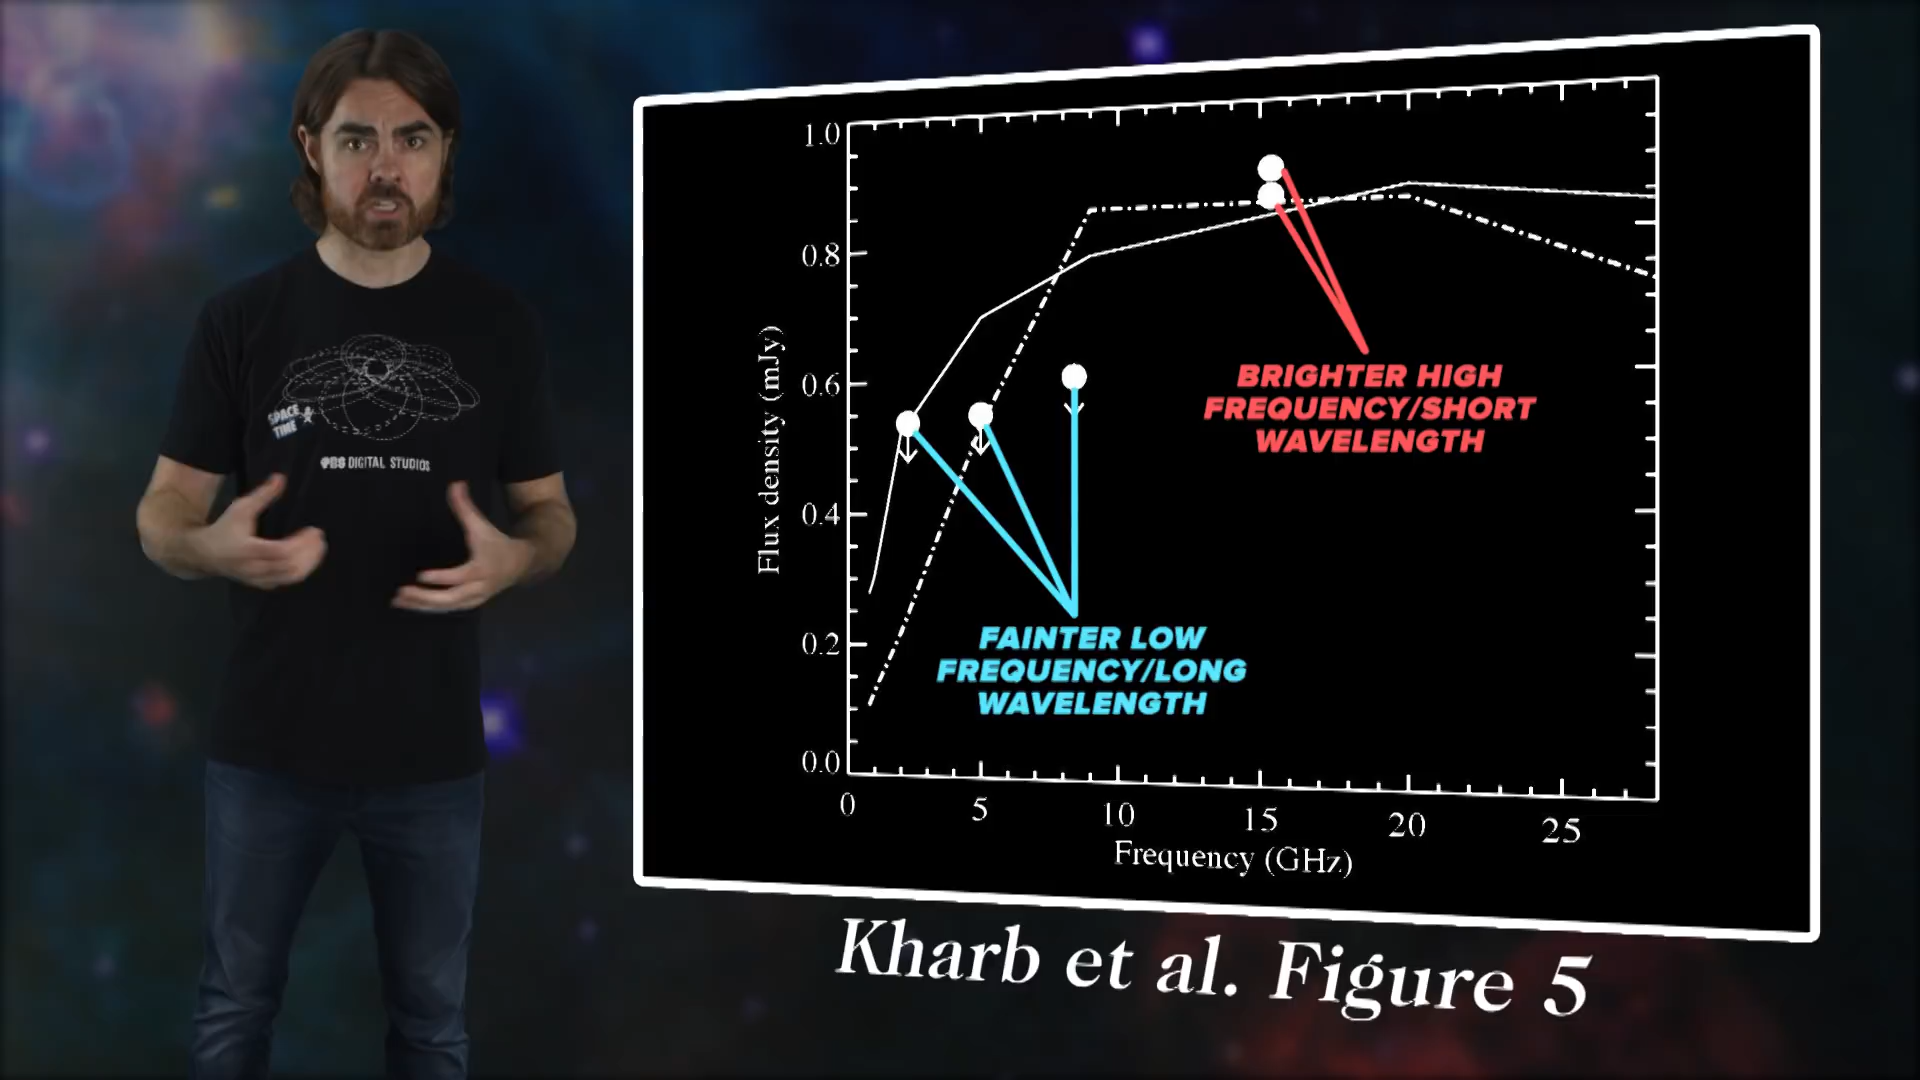 SPACE
TIME
PBS DIGITAL STUDIOS
1.0
0.8
0.6
0.4
0.2
0.0
Flux density (mJy)
BRIGHTER HIGH
FREQUENCY/SHORT
WAVELENGTH
FAINTER LOW
FREQUENCY/LONG
WAVELENGTH
0 5 10 15 20 25
Frequency (GHz)
Kharb et al. Figure 5